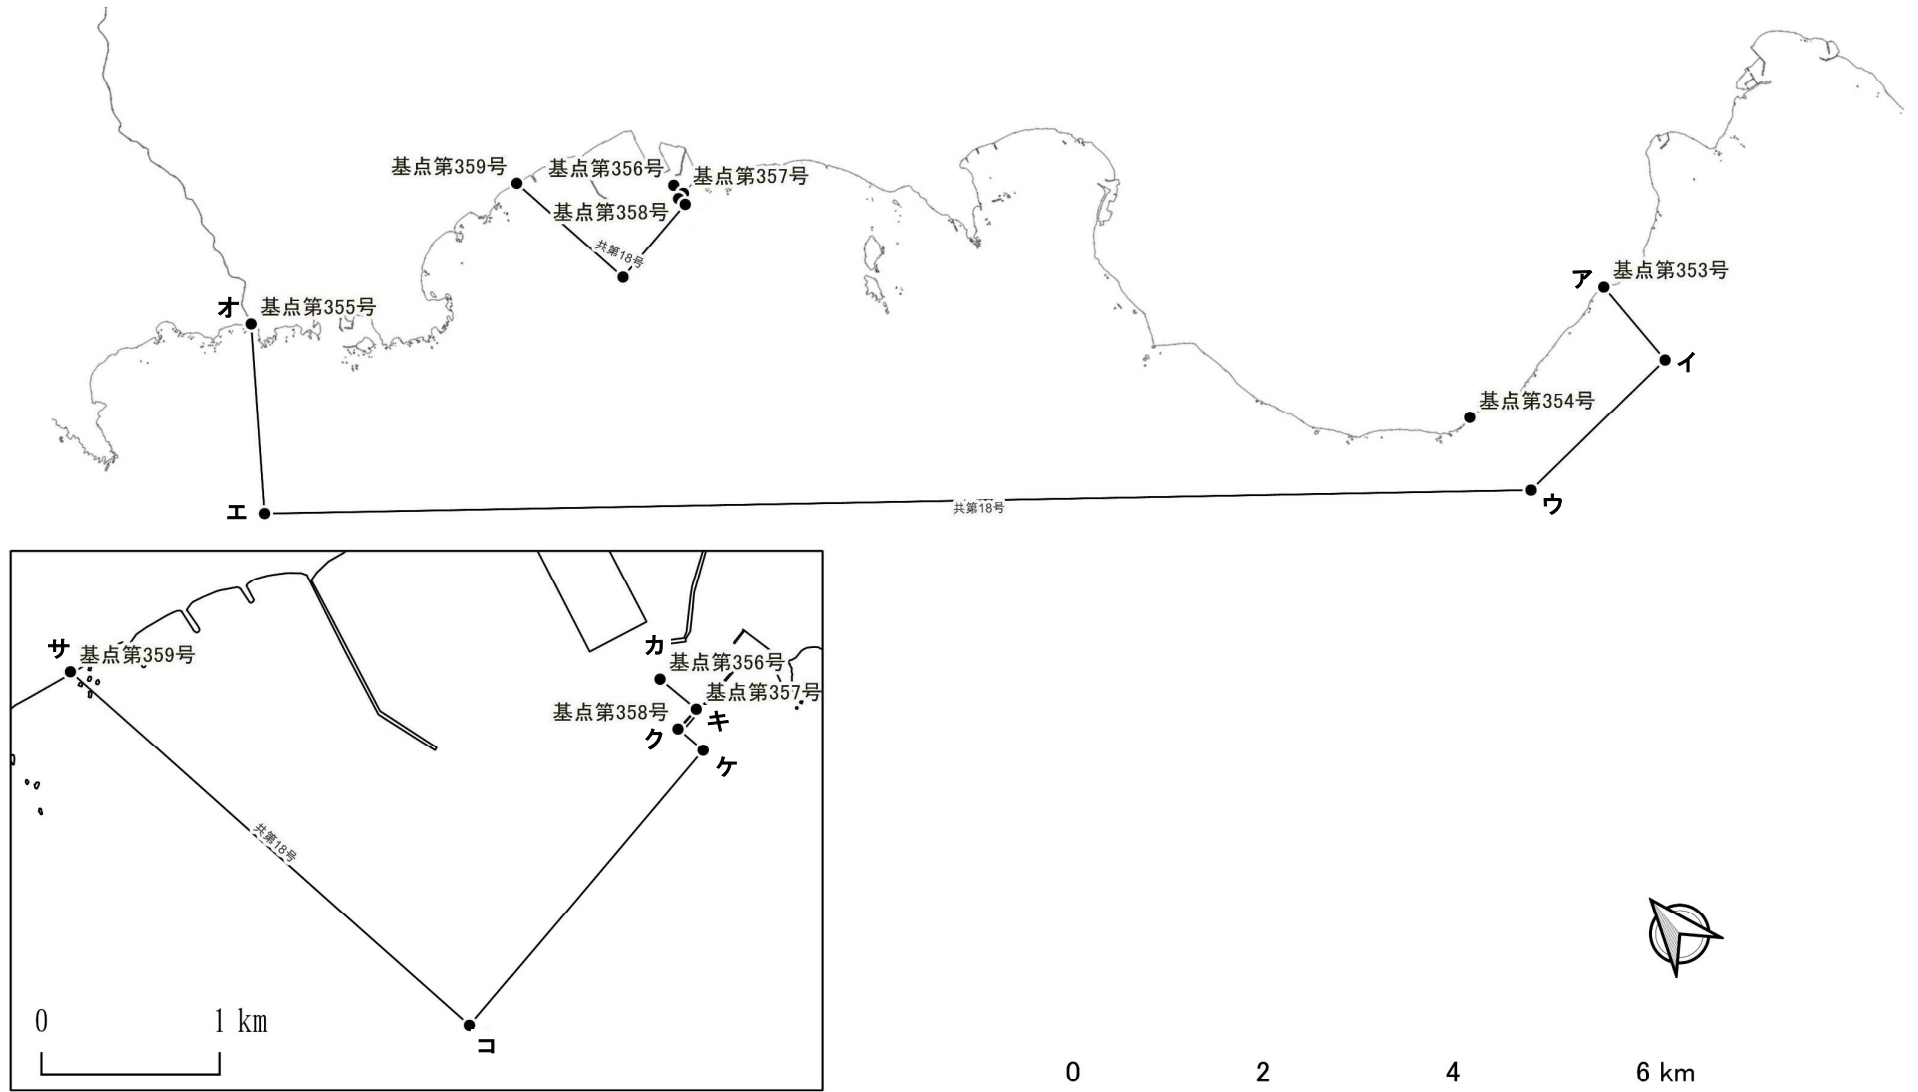 基点第359号
基点第356号
基点第357号
基点第358号
共第18号
オ
基点第355号
ア
基点第353号
イ
基点第354号
エ
共第18号
ウ
サ
基点第359号
カ
基点第356号
基点第357号
基点第358号
キ
ク
ケ
共第18号
0 1 km
コ
0 2 4 6 km